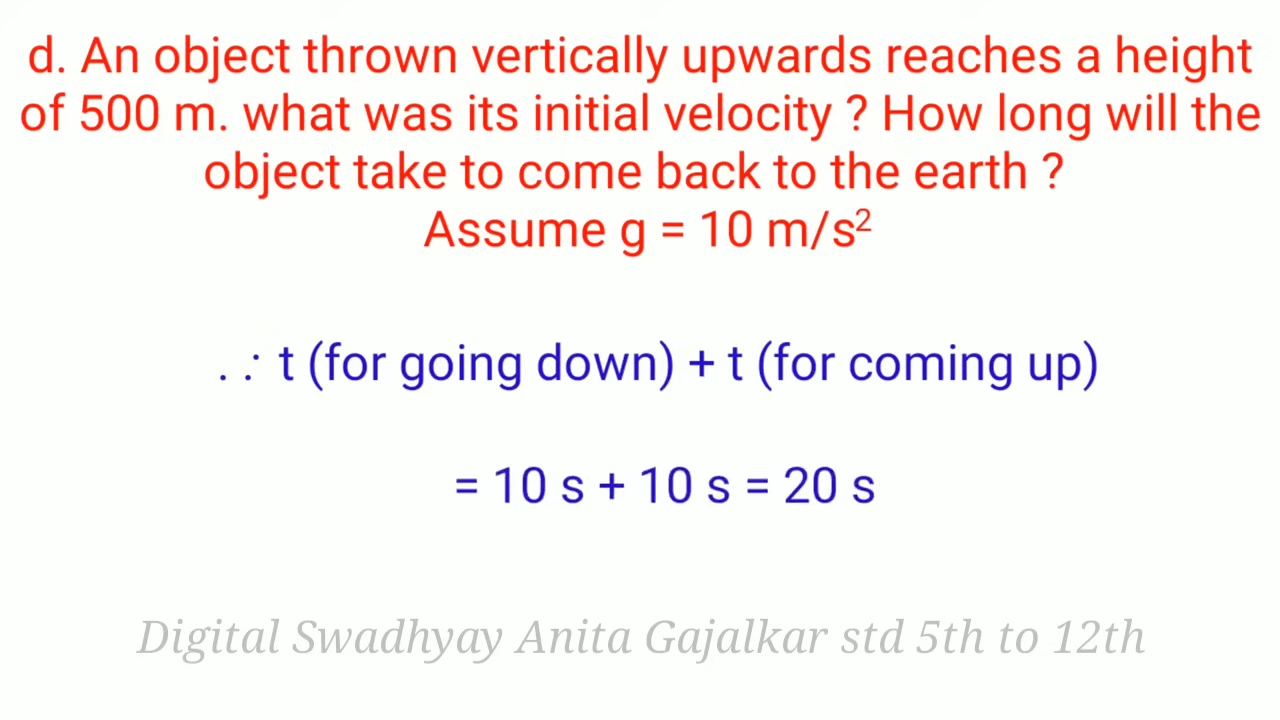 d. An object thrown vertically upwards reaches a height
of 500 m. what was its initial velocity ? How long will the
object take to come back to the earth ?
Assume g = 10 m/s²
. .· t (for going down) + t (for coming up)
= 10 s + 10 s = 20 s
Digital Swadhyay Anita Gajalkar std 5th to 12th